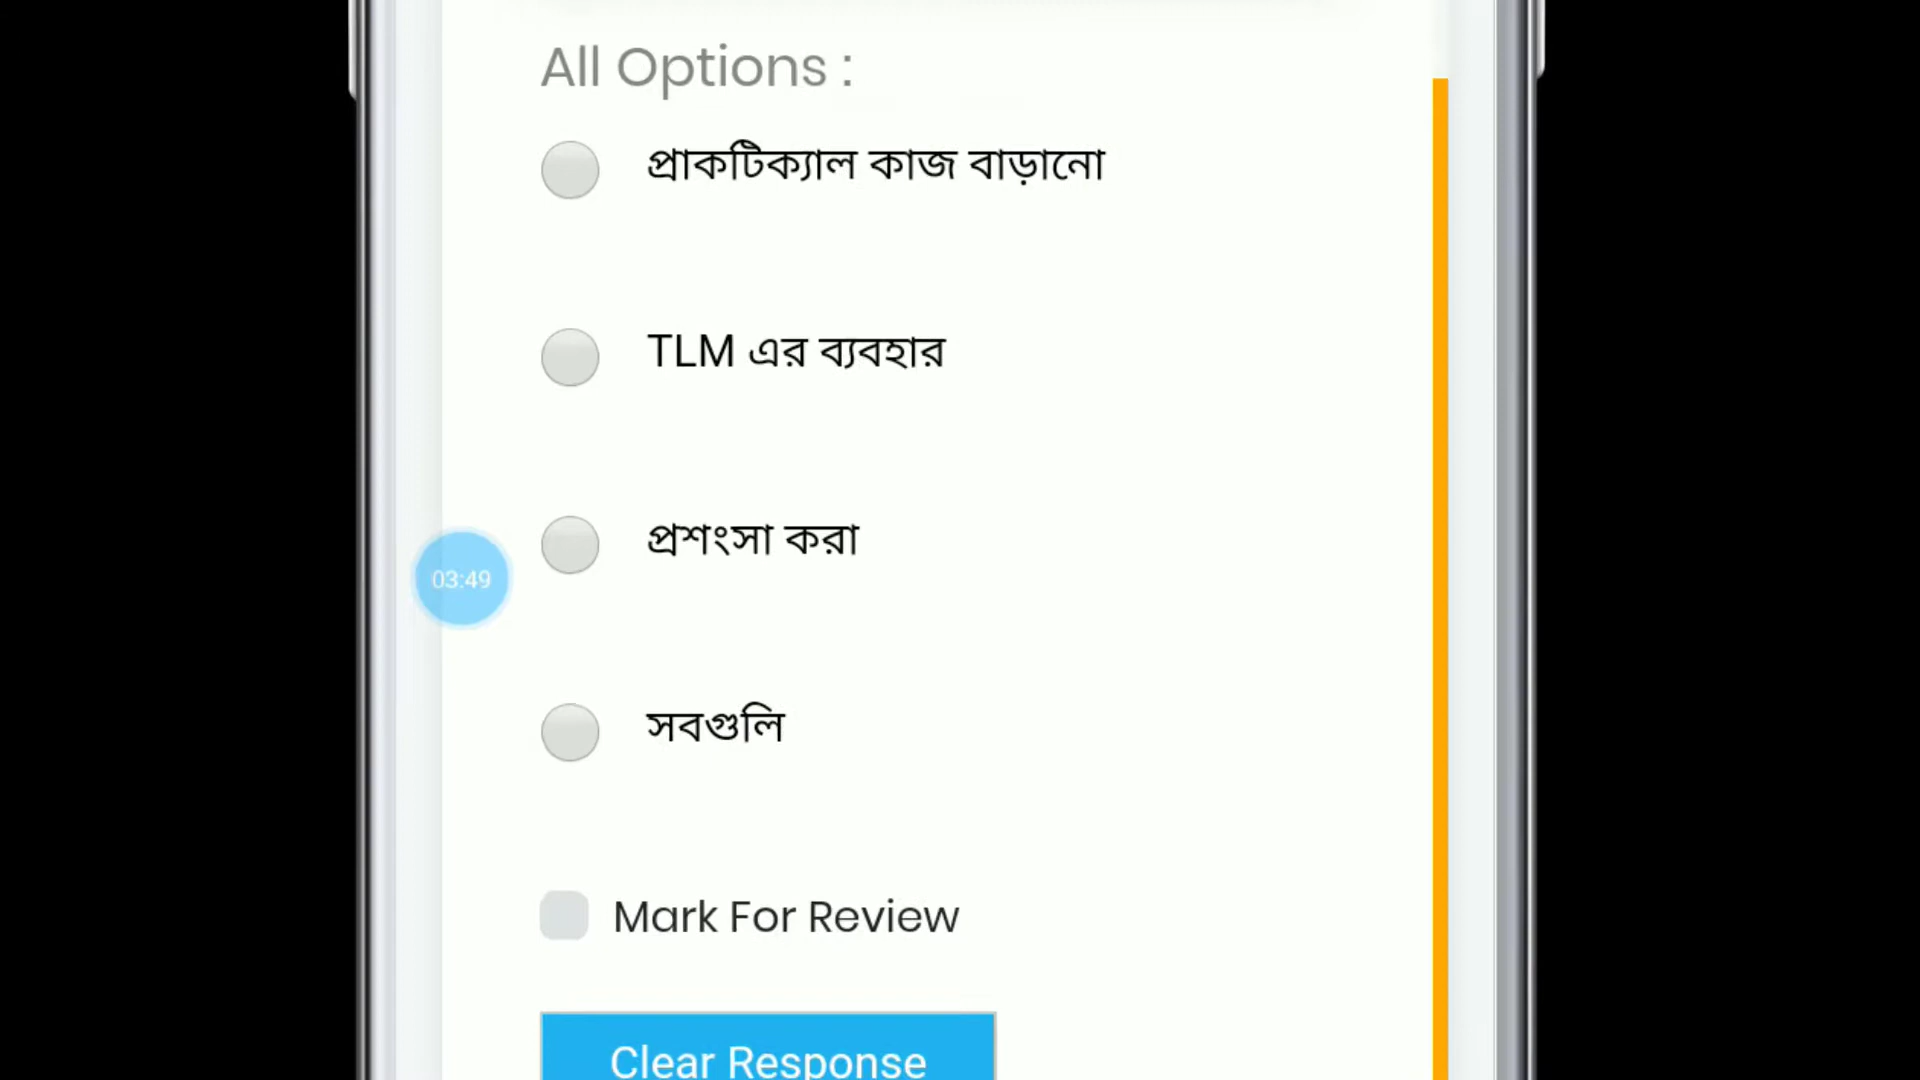 All Options :
প্রাকটিক্যাল কাজ বাড়ানো
TLM এর ব্যবহার
প্রশংসা করা
03:49
সবগুলি
Mark For Review
Clear Response